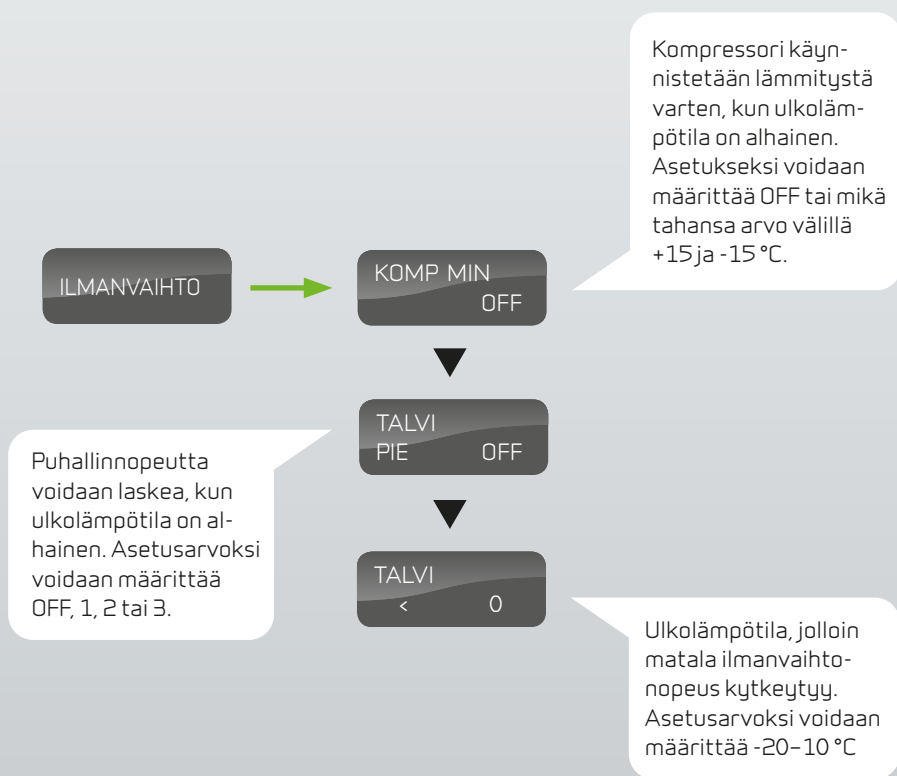 Kompressori käyn-
nistetään lämmitystä
varten, kun ulkoläm-
pötila on alhainen.
Asetukseksi voidaan
määrittää OFF tai mikä
tahansa arvo välillä
+15 ja -15 °C.
ILMANVAIHTO
KOMP MIN
OFF
TALVI
PIE OFF
Puhallinnopeutta
voidaan laskea, kun
ulkolämpötila on al-
hainen. Asetusarvoksi
voidaan määrittää
OFF, 1, 2 tai 3.
TALVI
< 0
Ulkolämpötila, jolloin
matala ilmanvaihto-
nopeus kytkeytyy.
Asetusarvoksi voidaan
määrittää -20–10 °C